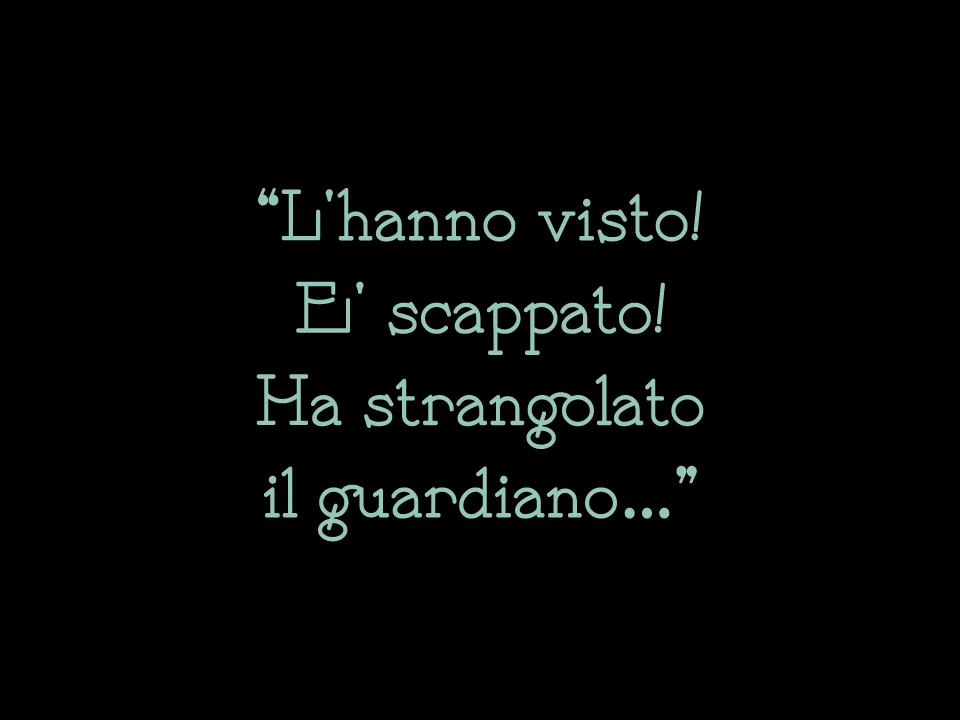 “L'hanno visto!
E' scappato!
Ha strangolato
il guardiano...”